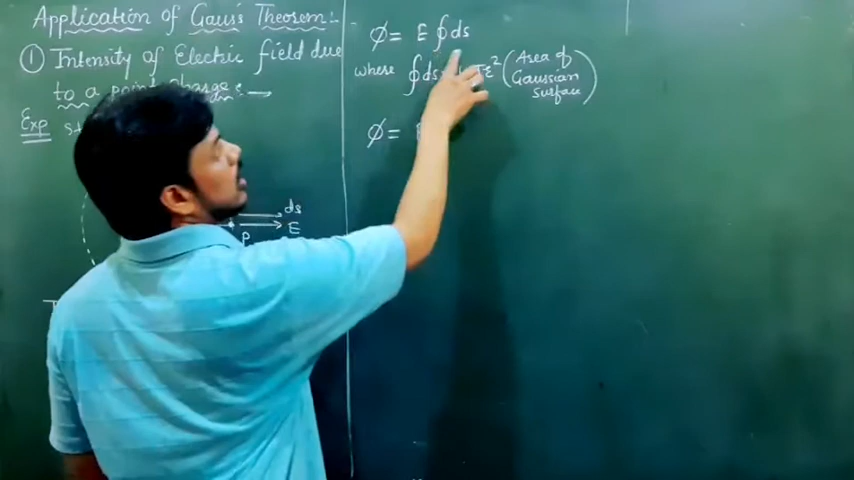 Application of Gauss Theorem:-
① Intensity of Electric field due
to a point charge:→
Exp
ds
E
P
Ø= E∮ds
where ∮ds (Area of
Gaussian
surface)
Ø=